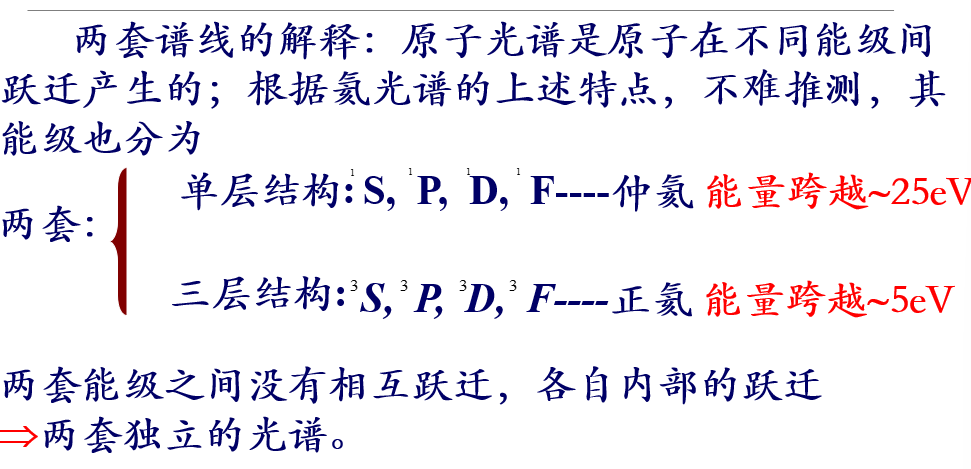 两套谱线的解释：原子光谱是原子在不同能级间
跃迁产生的；根据氦光谱的上述特点，不难推测，其
能级也分为
单层结构:¹S, ¹P, ¹D, ¹F----仲氦 能量跨越~25eV
两套：
三层结构:³S, ³P, ³D, ³F----正氦 能量跨越~5eV
两套能级之间没有相互跃迁，各自内部的跃迁
⇒两套独立的光谱。